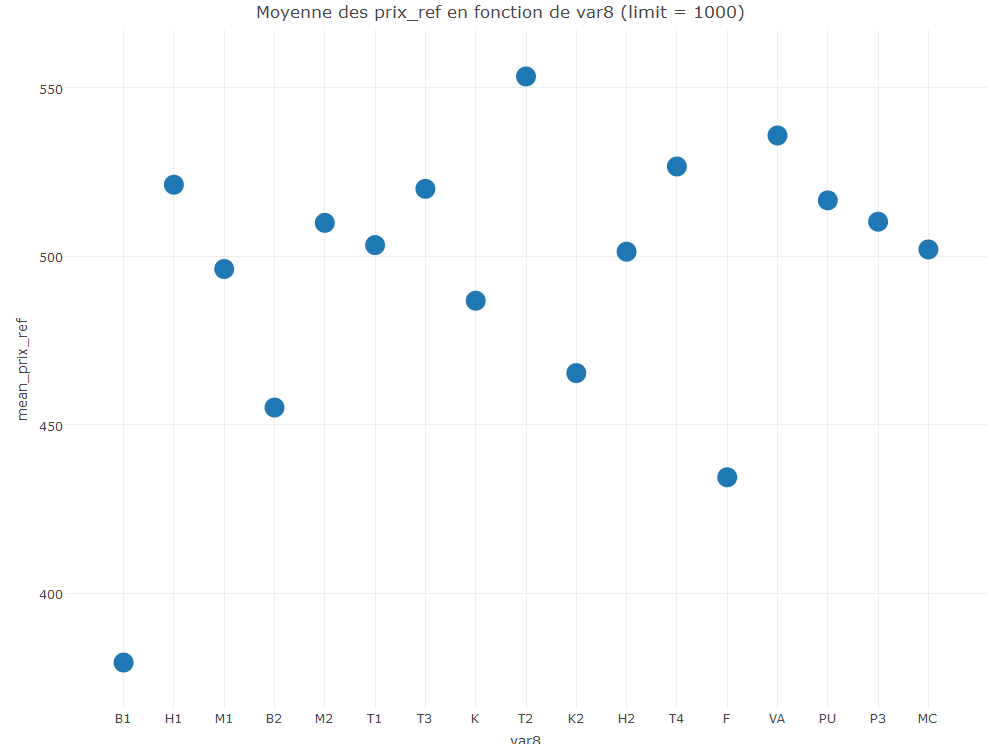 Moyenne des prix_ref en fonction de var8 (limit = 1000)
mean_prix_ref
550
500
450
400
B1 H1 M1 B2 M2 T1 T3 K T2 K2 H2 T4 F VA PU P3 MC
var8